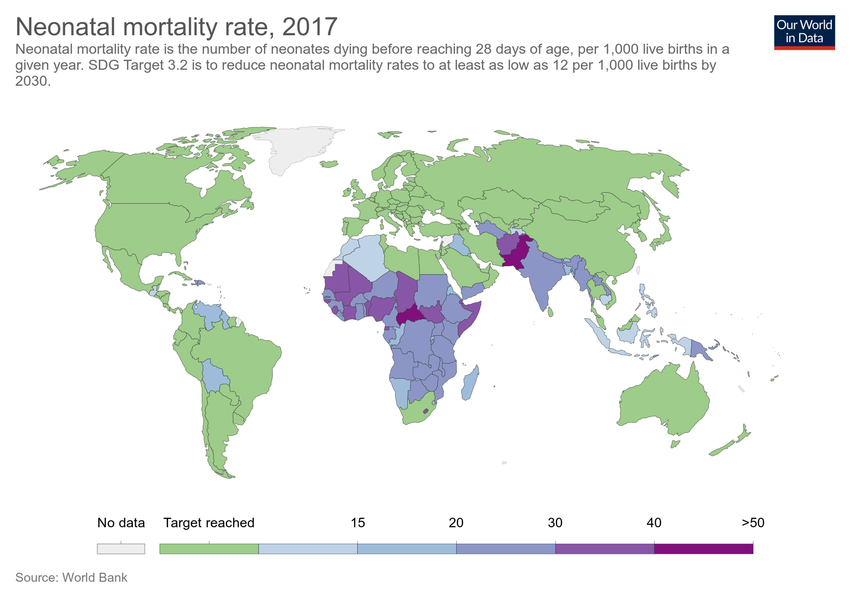 Neonatal mortality rate, 2017
Our World
in Data
Neonatal mortality rate is the number of neonates dying before reaching 28 days of age, per 1,000 live births in a
given year. SDG Target 3.2 is to reduce neonatal mortality rates to at least as low as 12 per 1,000 live births by
2030.
No data Target reached 15 20 30 40 >50
Source: World Bank